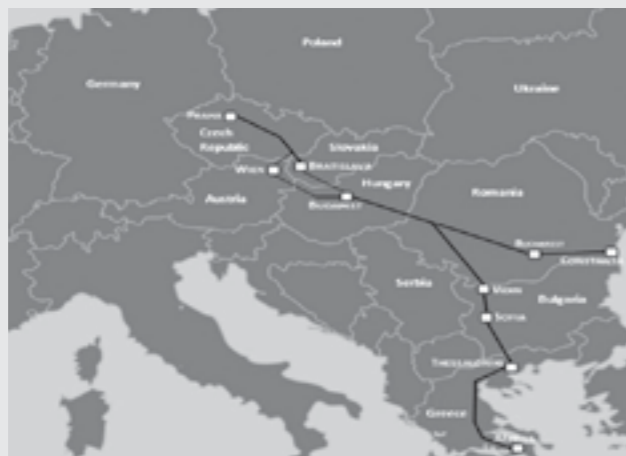 Poland
Germany
Ukraine
Praha
Czech
Republic
Slovakia
Wien
Bratislava
Hungary
Austria
Budapest
Romania
Bucuresti
Constanta
Serbia
Vidin
Bulgaria
Sofia
Thessaloniki
Greece